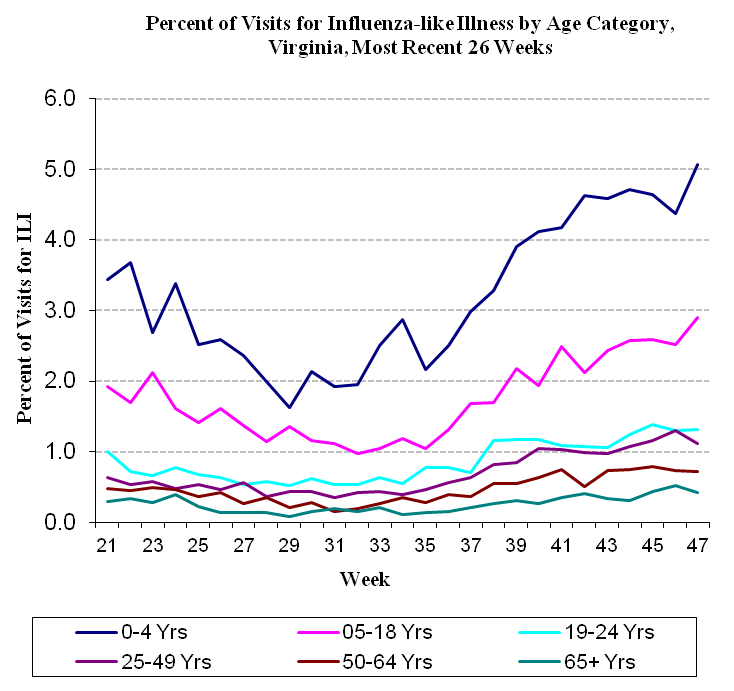 Percent of Visits for Influenza-like Illness by Age Category,
Virginia, Most Recent 26 Weeks
6.0
5.0
4.0
3.0
2.0
1.0
0.0
Percent of Visits for ILI
21 23 25 27 29 31 33 35 37 39 41 43 45 47
Week
0-4 Yrs 05-18 Yrs 19-24 Yrs
25-49 Yrs 50-64 Yrs 65+ Yrs